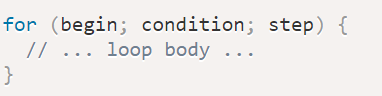 for (begin; condition; step) {
  // ... loop body ...
}